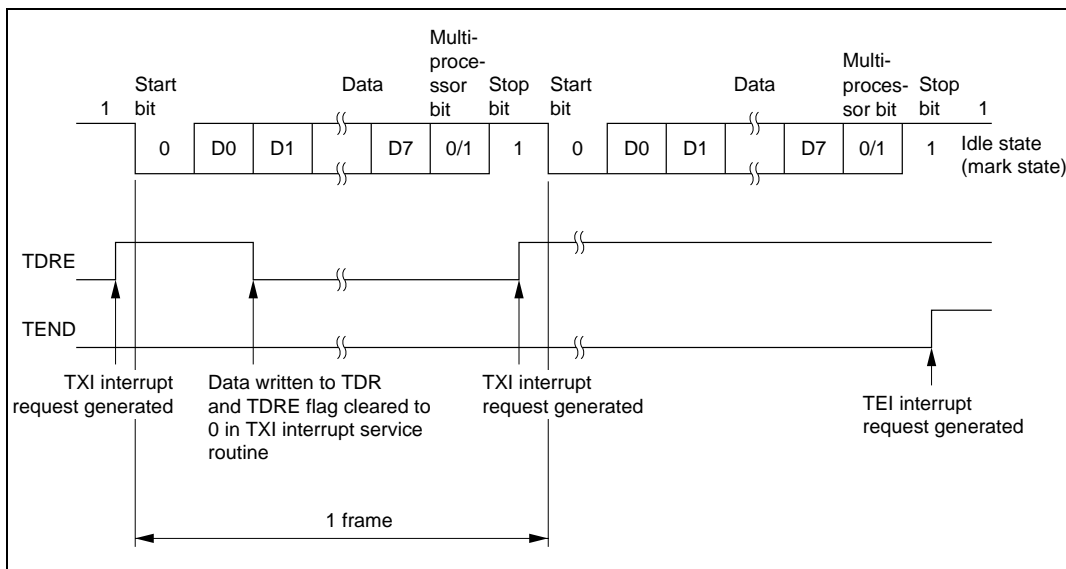 Multi-
proce-
ssor
bit
Start
bit
Data
Stop
bit
Start
bit
Data
Multi-
proces-
sor bit
Stop
bit
1
1
0 D0 D1 D7 0/1 1 0 D0 D1 D7 0/1 1
Idle state
(mark state)
TDRE
TEND
TXI interrupt
request generated
Data written to TDR
and TDRE flag cleared to
0 in TXI interrupt service
routine
TXI interrupt
request generated
TEI interrupt
request generated
1 frame